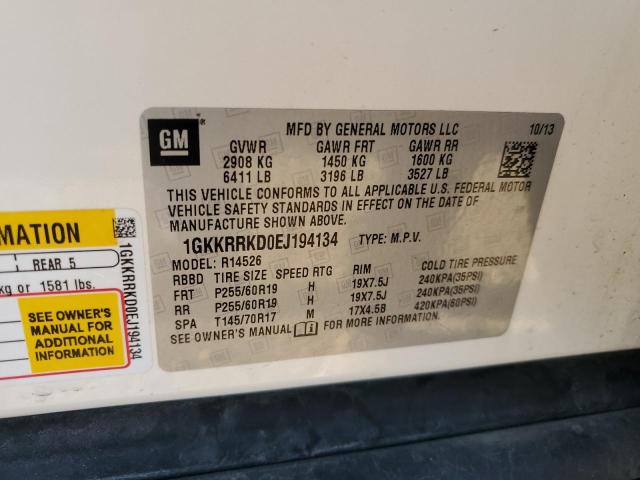 GM
®
MFD BY GENERAL MOTORS LLC
10/13
GVWR GAWR FRT GAWR RR
2908 KG 1450 KG 1600 KG
6411 LB 3196 LB 3527 LB
THIS VEHICLE CONFORMS TO ALL APPLICABLE U.S. FEDERAL MOTOR
VEHICLE SAFETY STANDARDS IN EFFECT ON THE DATE OF
MANUFACTURE SHOWN ABOVE.
1GKKRRKD0EJ194134 TYPE: M.P.V.
MODEL: R14526
RBBD TIRE SIZE SPEED RTG RIM COLD TIRE PRESSURE
FRT P255/60R19 H 19X7.5J 240KPA(35PSI)
RR P255/60R19 H 19X7.5J 240KPA(35PSI)
SPA T145/70R17 M 17X4.5B 420KPA(60PSI)
SEE OWNER'S MANUAL
MATION
REAR 5
kg or 1581 lbs.
SEE OWNER'S
MANUAL FOR
ADDITIONAL
INFORMATION
1GKKRRKD0EJ194134